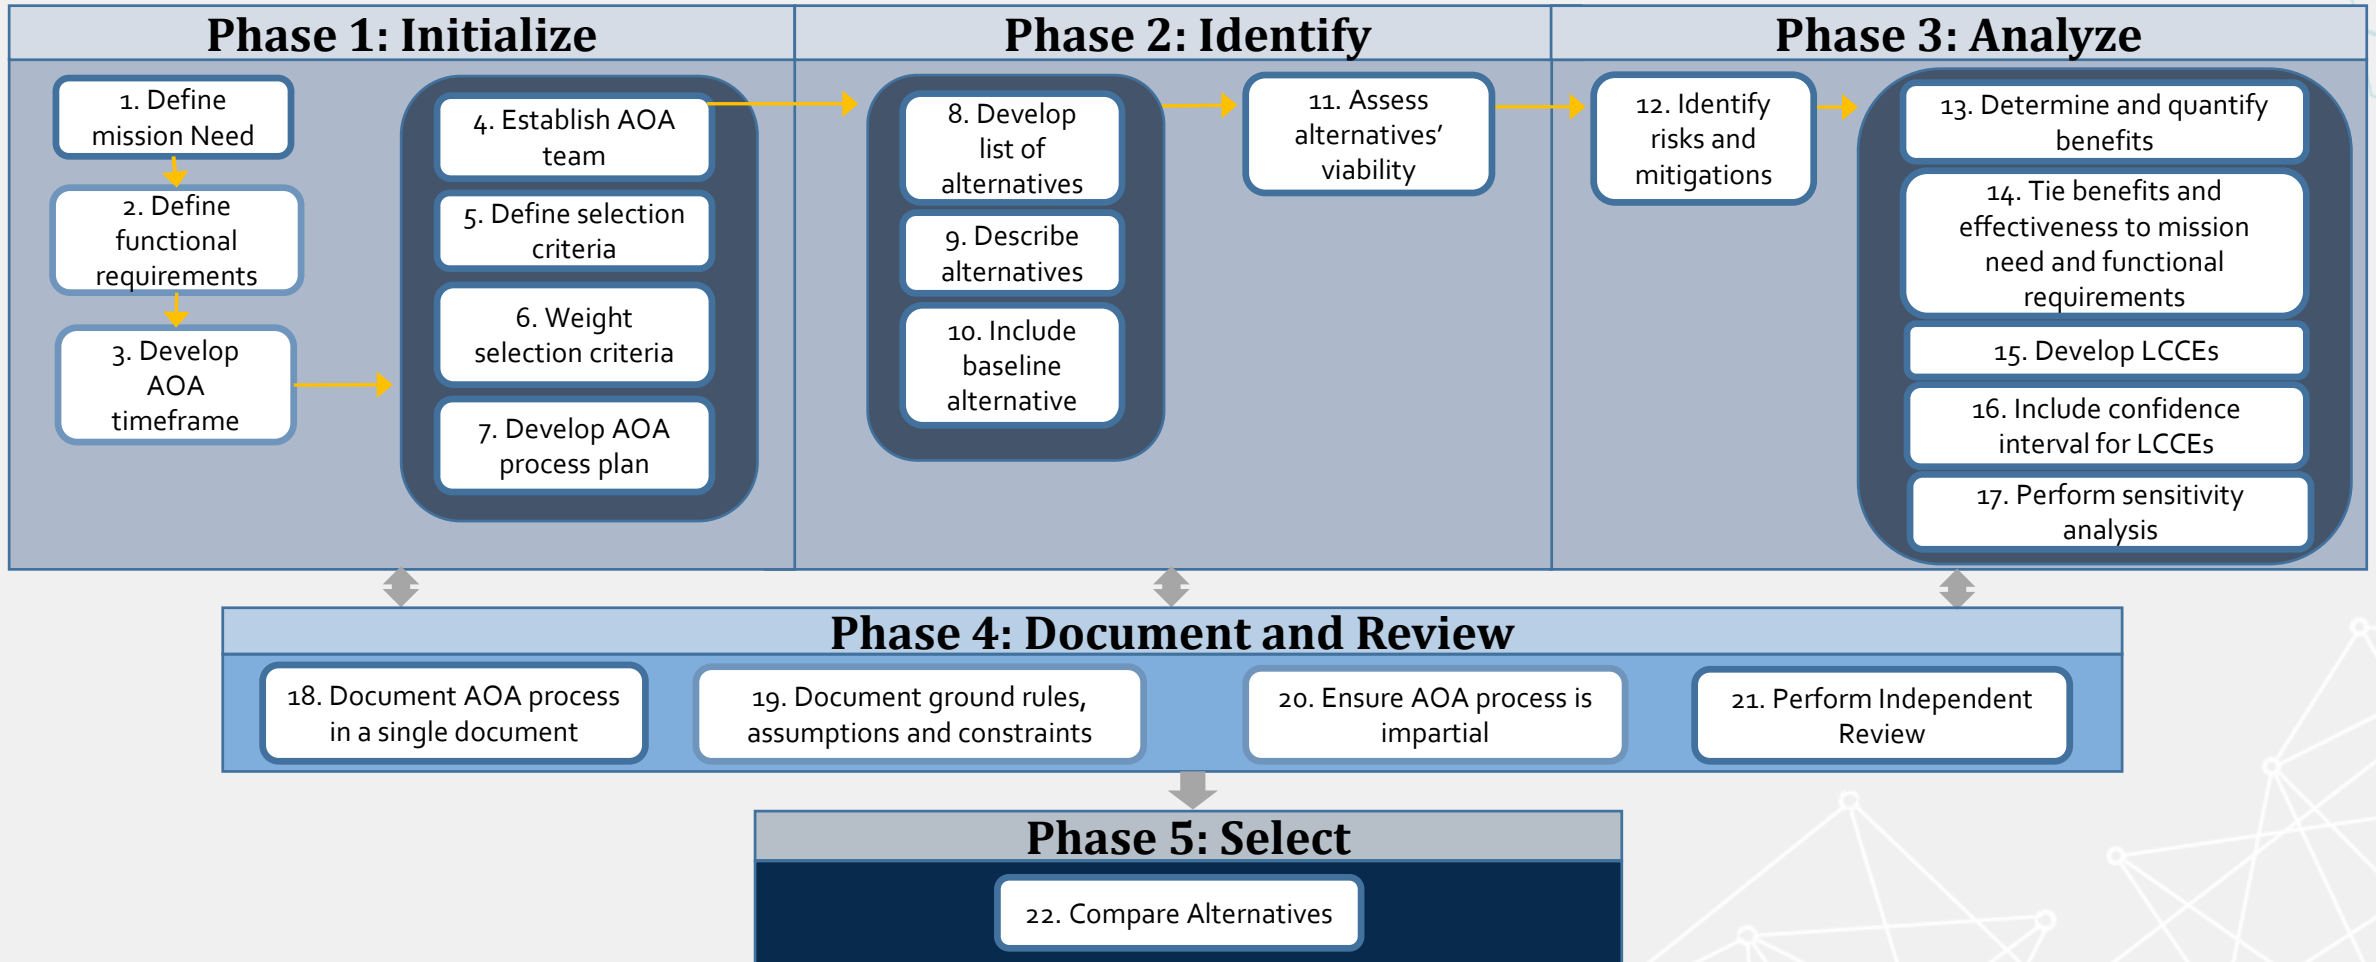 Phase 1: Initialize
1. Define
mission Need
2. Define
functional
requirements
3. Develop
AOA
timeframe
4. Establish AOA
team
5. Define selection
criteria
6. Weight
selection criteria
7. Develop AOA
process plan
Phase 2: Identify
8. Develop
list of
alternatives
9. Describe
alternatives
10. Include
baseline
alternative
11. Assess
alternatives’
viability
Phase 3: Analyze
12. Identify
risks and
mitigations
13. Determine and quantify
benefits
14. Tie benefits and
effectiveness to mission
need and functional
requirements
15. Develop LCCEs
16. Include confidence
interval for LCCEs
17. Perform sensitivity
analysis
Phase 4: Document and Review
18. Document AOA process
in a single document
19. Document ground rules,
assumptions and constraints
20. Ensure AOA process is
impartial
21. Perform Independent
Review
Phase 5: Select
22. Compare Alternatives